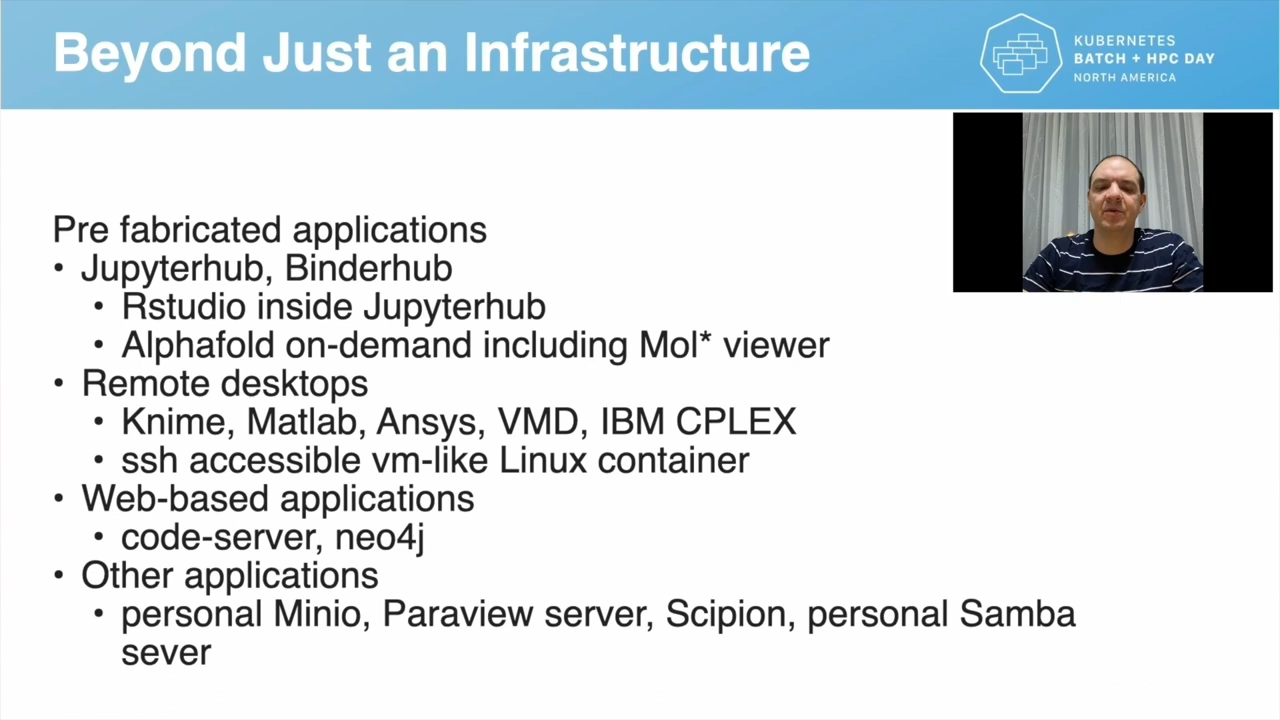 Beyond Just an Infrastructure
KUBERNETES
BATCH + HPC DAY
NORTH AMERICA
Pre fabricated applications
• Jupyterhub, Binderhub
• Rstudio inside Jupyterhub
• Alphafold on-demand including Mol* viewer
• Remote desktops
• Knime, Matlab, Ansys, VMD, IBM CPLEX
• ssh accessible vm-like Linux container
• Web-based applications
• code-server, neo4j
• Other applications
• personal Minio, Paraview server, Scipion, personal Samba
sever